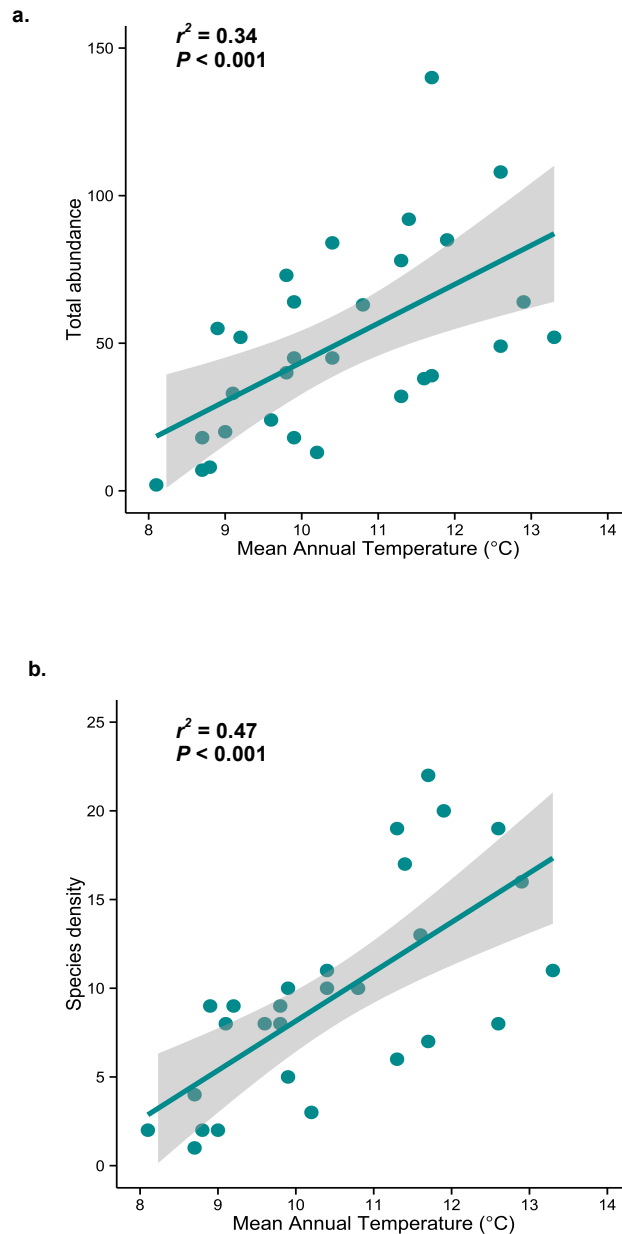 a.
r² = 0.34
P < 0.001
150
100
50
0
Total abundance
8 9 10 11 12 13 14
Mean Annual Temperature (°C)
b.
r² = 0.47
P < 0.001
25
20
15
10
5
0
Species density
8 9 10 11 12 13 14
Mean Annual Temperature (°C)